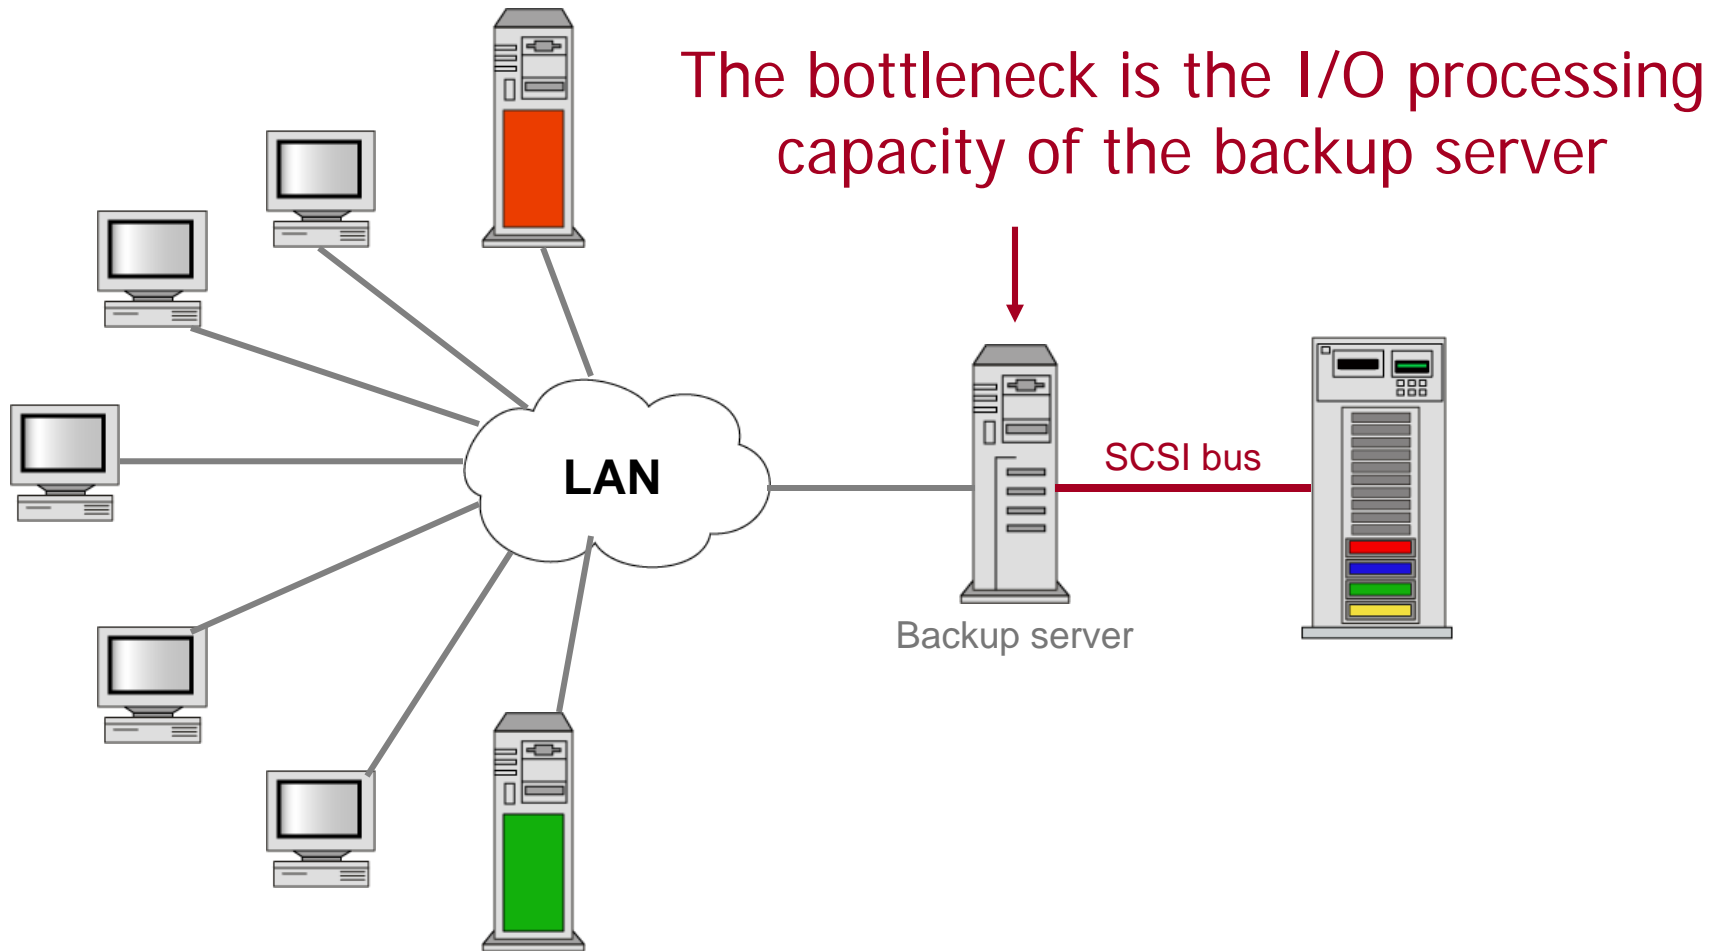 The bottleneck is the I/O processing
capacity of the backup server
LAN
SCSI bus
Backup server